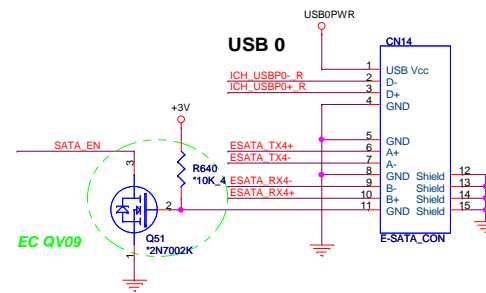 USB0PWR
USB 0
CN14
1 USB Vcc
ICH_USBP0-_R 2 D-
ICH_USBP0+_R 3 D+
4 GND
+3V
5 GND
SATA_EN
ESATA_TX4+ 6 A+
ESATA_TX4- 7 A-
3
R640
8 GND Shield 12
*10K_4
ESATA_RX4- 9 B- Shield 13
ESATA_RX4+ 10 B+ Shield 14
2
11 GND Shield 15
EC QV09
Q51
*2N7002K
E-SATA_CON
1